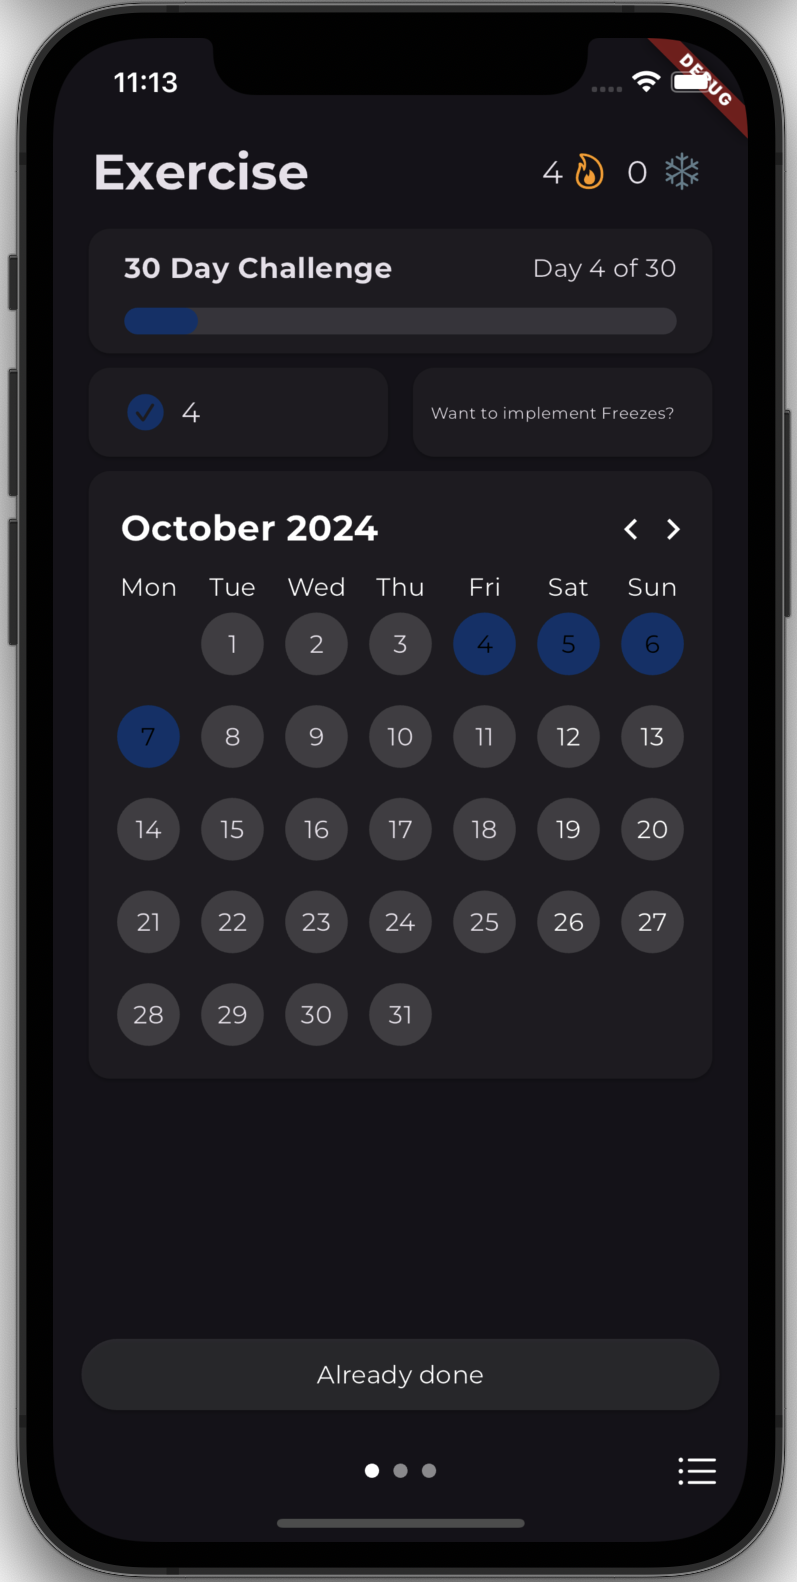 11:13
DEBUG
Exercise 4 0
30 Day Challenge Day 4 of 30
4 Want to implement Freezes?
October 2024
Mon Tue Wed Thu Fri Sat Sun
1 2 3 4 5 6
7 8 9 10 11 12 13
14 15 16 17 18 19 20
21 22 23 24 25 26 27
28 29 30 31
Already done